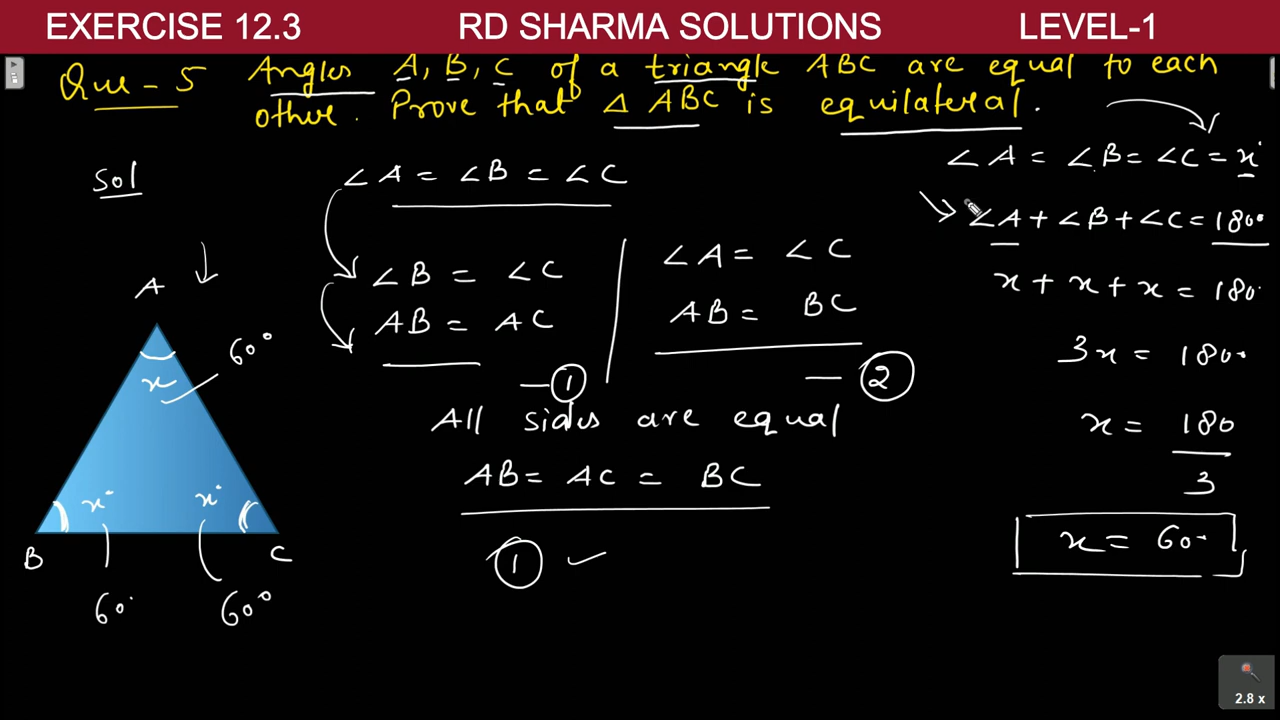 EXERCISE 12.3 RD SHARMA SOLUTIONS LEVEL-1
Que - 5 Angles A, B, C of a triangle ABC are equal to each
other. Prove that Δ ABC is equilateral.
Sol
∠A = ∠B = ∠C
∠B = ∠C
AB = AC
— ①
∠A = ∠C
AB = BC
— ②
All sides are equal
AB = AC = BC
① ✓
∠A = ∠B = ∠C = x°
∠A + ∠B + ∠C = 180°
x + x + x = 180°
3x = 180°
x = 180
3
x = 60°
A
60°
x
x° x°
B C
60° 60°
2.8 x